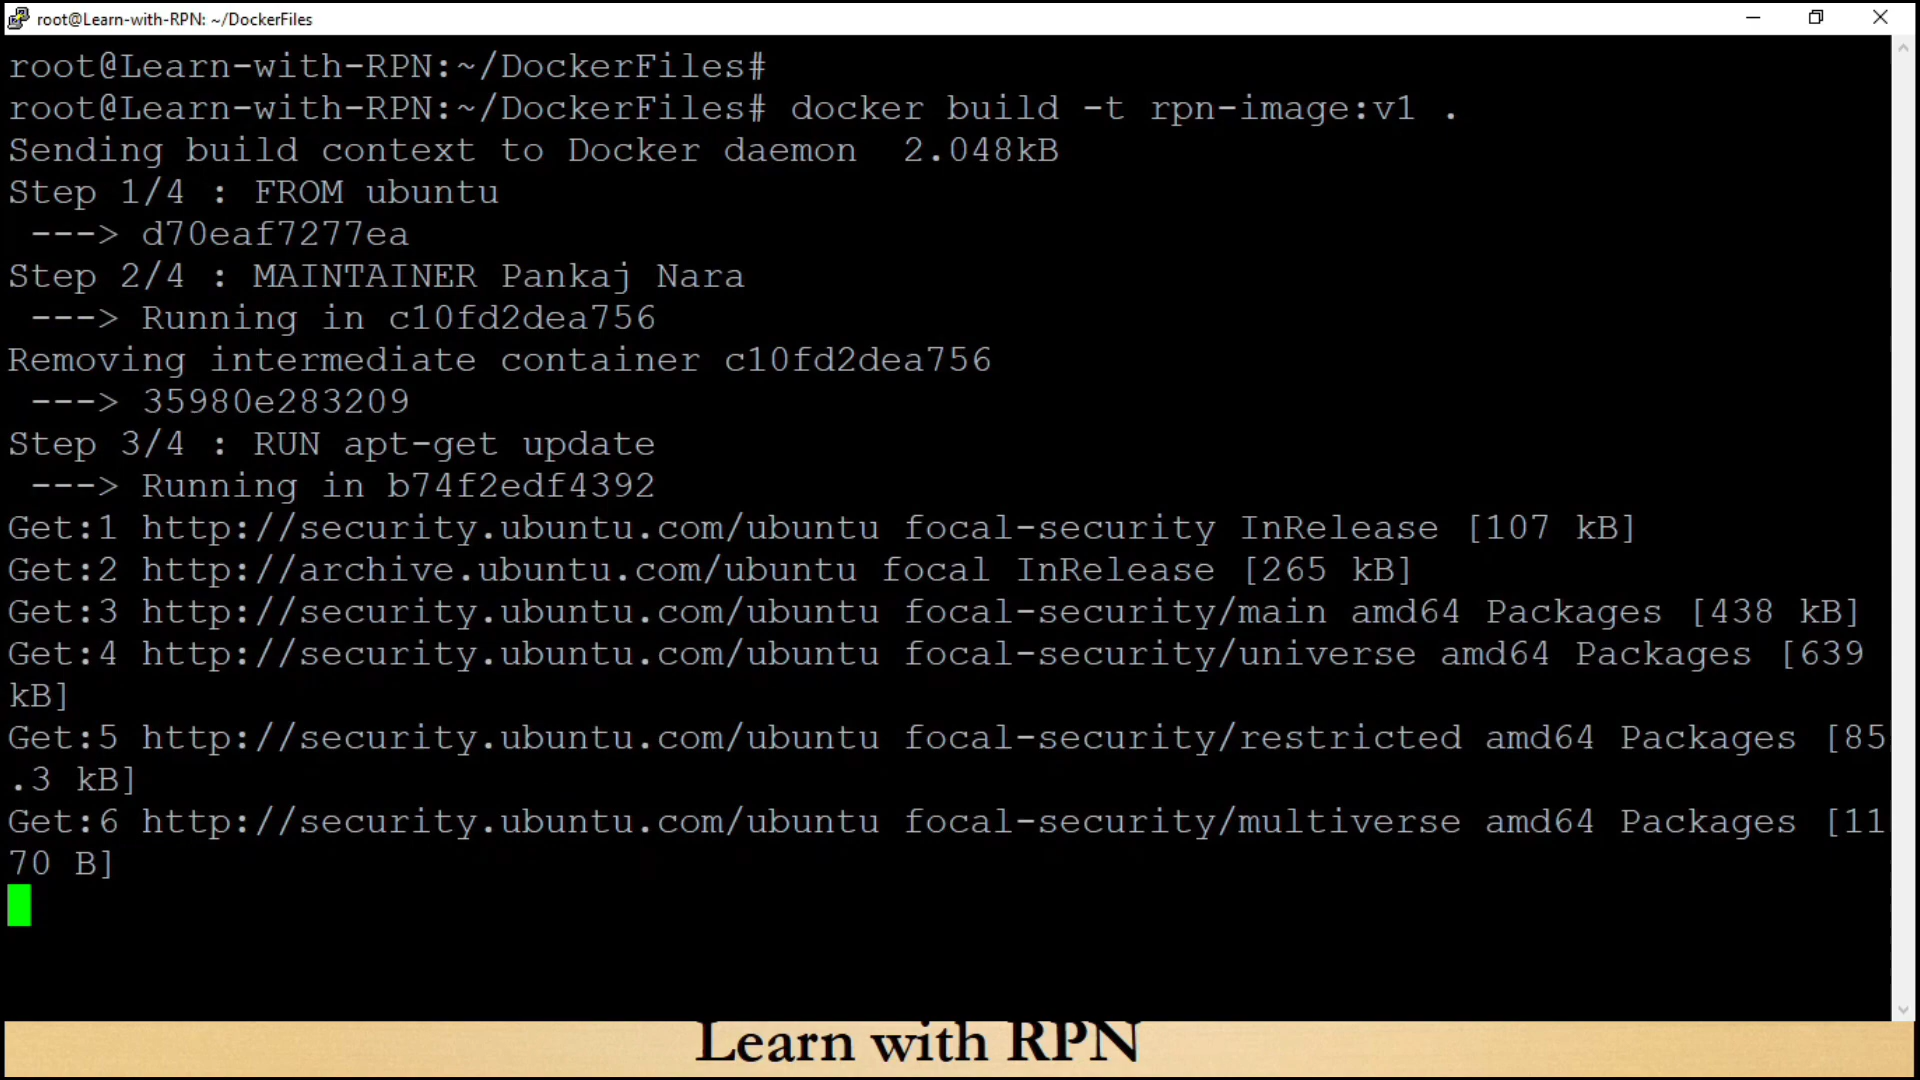 root@Learn-with-RPN: ~/DockerFiles
root@Learn-with-RPN:~/DockerFiles#
root@Learn-with-RPN:~/DockerFiles# docker build -t rpn-image:v1 .
Sending build context to Docker daemon  2.048kB
Step 1/4 : FROM ubuntu
 ---> d70eaf7277ea
Step 2/4 : MAINTAINER Pankaj Nara
 ---> Running in c10fd2dea756
Removing intermediate container c10fd2dea756
 ---> 35980e283209
Step 3/4 : RUN apt-get update
 ---> Running in b74f2edf4392
Get:1 http://security.ubuntu.com/ubuntu focal-security InRelease [107 kB]
Get:2 http://archive.ubuntu.com/ubuntu focal InRelease [265 kB]
Get:3 http://security.ubuntu.com/ubuntu focal-security/main amd64 Packages [438 kB]
Get:4 http://security.ubuntu.com/ubuntu focal-security/universe amd64 Packages [639
kB]
Get:5 http://security.ubuntu.com/ubuntu focal-security/restricted amd64 Packages [85
.3 kB]
Get:6 http://security.ubuntu.com/ubuntu focal-security/multiverse amd64 Packages [11
70 B]
Learn with RPN